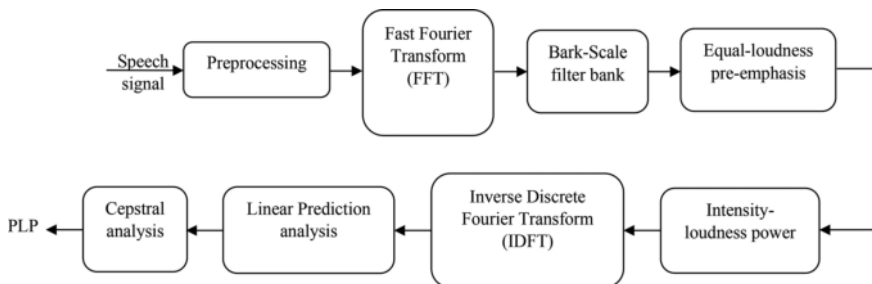 Speech
signal
Preprocessing
Fast Fourier
Transform
(FFT)
Bark-Scale
filter bank
Equal-loudness
pre-emphasis
Intensity-
loudness power
Inverse Discrete
Fourier Transform
(IDFT)
Linear Prediction
analysis
Cepstral
analysis
PLP